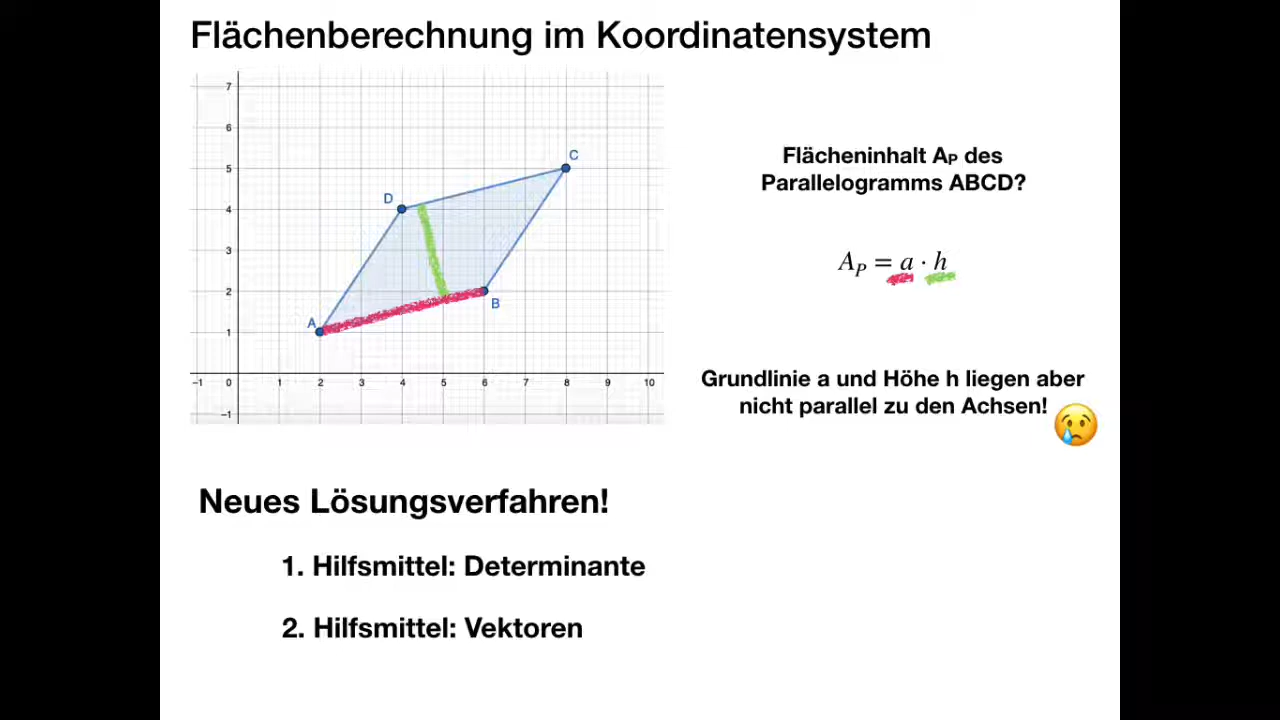 Flächenberechnung im Koordinatensystem
7
6
5
4
3
2
1
−1
−1 0 1 2 3 4 5 6 7 8 9 10
A
B
C
D
Flächeninhalt Aₚ des
Parallelogramms ABCD?
Aₚ = a · h
Grundlinie a und Höhe h liegen aber
nicht parallel zu den Achsen!
Neues Lösungsverfahren!
1. Hilfsmittel: Determinante
2. Hilfsmittel: Vektoren